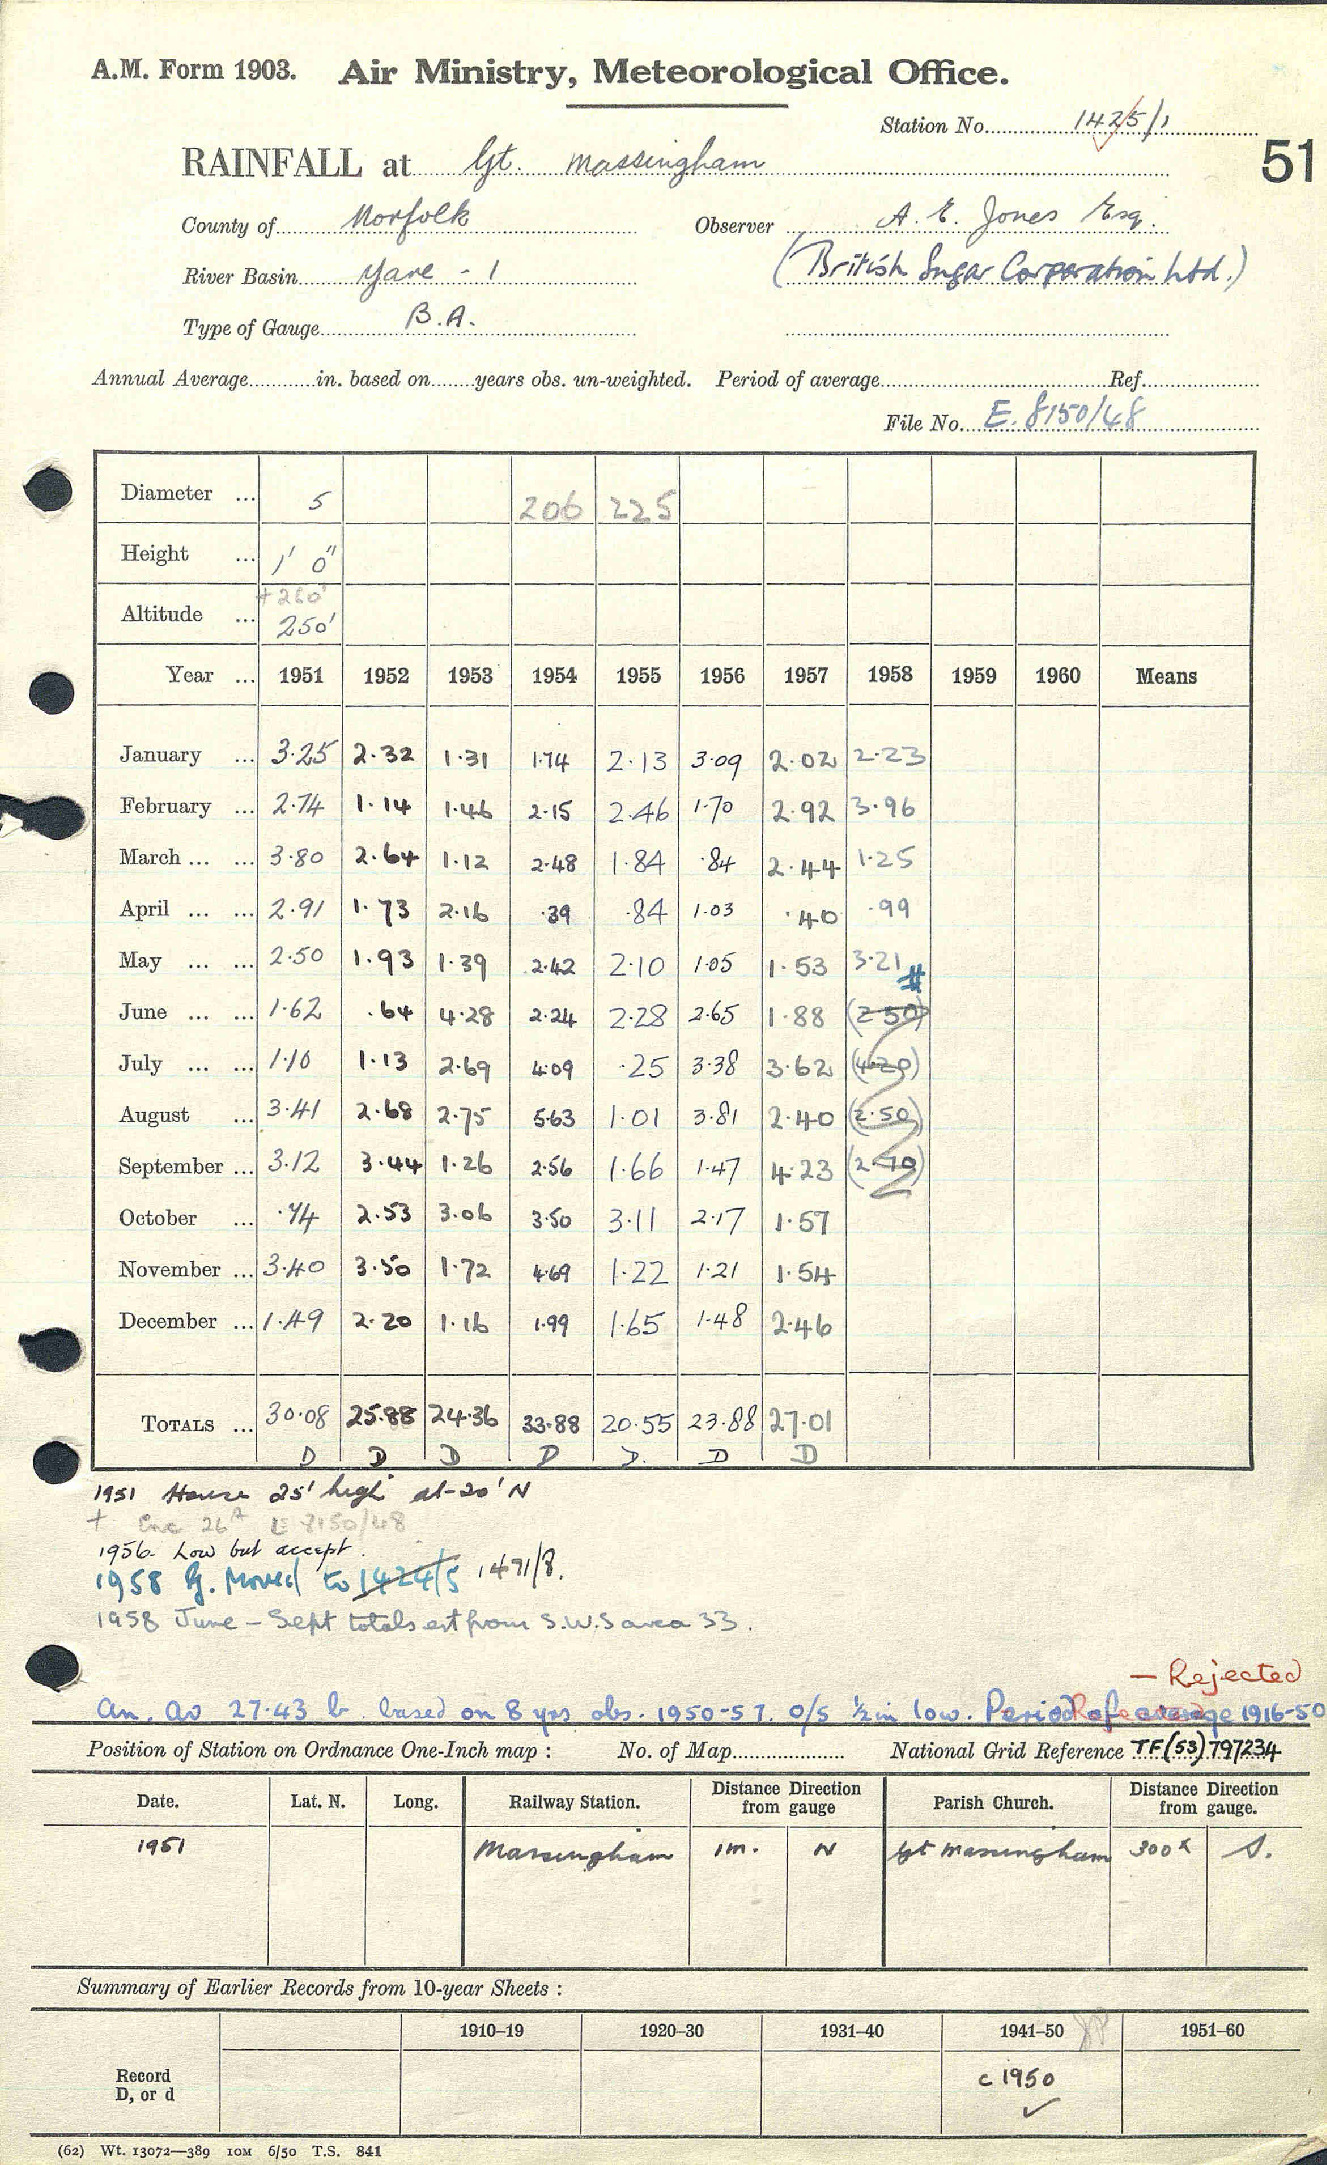 A.M. Form 1903. Air Ministry, Meteorological Office.
Station No. 1425/1
51
RAINFALL at Gt. Massingham
County of Norfolk Observer A. E. Jones Esq.
River Basin Yare - 1 (British Sugar Corporation Ltd.)
Type of Gauge B.A.
Annual Average in. based on years obs. un-weighted. Period of average Ref.
File No. E. 8150/48
Diameter ... 5 206 225
Height ... 1' 0"
+260'
Altitude ... 250'
Year ... 1951 1952 1953 1954 1955 1956 1957 1958 1959 1960 Means
January ... 3.25 2.32 1.31 1.74 2.13 3.09 2.02 2.23
February ... 2.74 1.14 1.46 2.15 2.46 1.70 2.92 3.96
March ... ... 3.80 2.64 1.12 2.48 1.84 .84 2.44 1.25
April ... ... 2.91 1.73 2.16 .39 .84 1.03 .40 .99
May ... ... 2.50 1.93 1.39 2.42 2.10 1.05 1.53 3.21
June ... ... 1.62 .64 4.28 2.24 2.28 2.65 1.88 (2.50)
July ... ... 1.10 1.13 2.69 4.09 .25 3.38 3.62 (4.20)
August ... 3.41 2.68 2.75 5.63 1.01 3.81 2.40 (2.50)
September ... 3.12 3.44 1.26 2.56 1.66 1.47 4.23 (2.70)
October ... .74 2.53 3.06 3.50 3.11 2.17 1.57
November ... 3.40 3.50 1.72 4.69 1.22 1.21 1.54
December ... 1.49 2.20 1.16 1.99 1.65 1.48 2.46
TOTALS ... 30.08 25.88 24.36 33.88 20.55 23.88 27.01
D D D D D D D
1951 House 25' high at 20' N
+ Enc 26A E 8150/48
1956- Low but accept.
1958 G. Moved to 1424/5 1471/8.
1958 June - Sept totals est from S.W.S area 33.
- Rejected
An. Av 27.43 based on 8 yrs obs. 1950-57. O/S ½ in low. Period of average 1916-50
Position of Station on Ordnance One-Inch map : No. of Map National Grid Reference TF(53)797234
Date. Lat. N. Long. Railway Station. Distance Direction from gauge Parish Church. Distance Direction from gauge.
1951 Massingham 1m. N Gt Massingham 300x S.
Summary of Earlier Records from 10-year Sheets :
1910–19 1920–30 1931–40 1941–50 1951–60
Record
D, or d
c 1950
(62) Wt. 13072—389 10M 6/50 T.S. 841